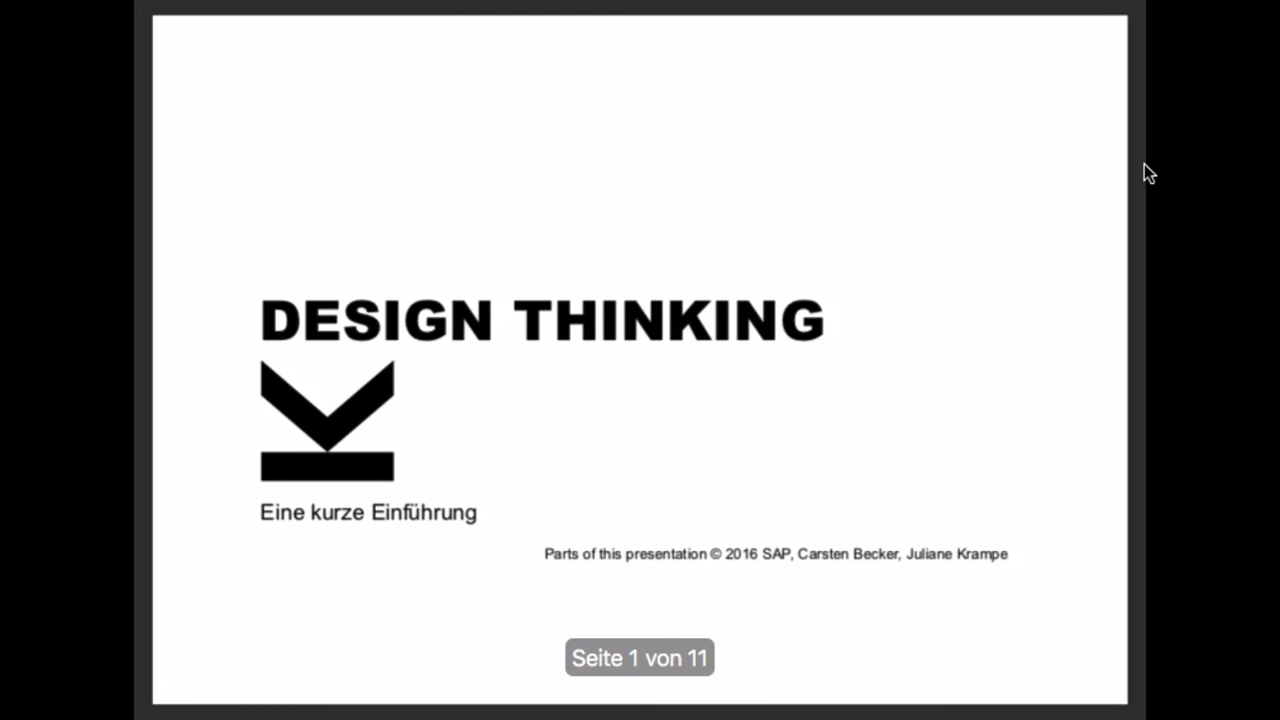 DESIGN THINKING
Eine kurze Einführung
Parts of this presentation © 2016 SAP, Carsten Becker, Juliane Krampe
Seite 1 von 11